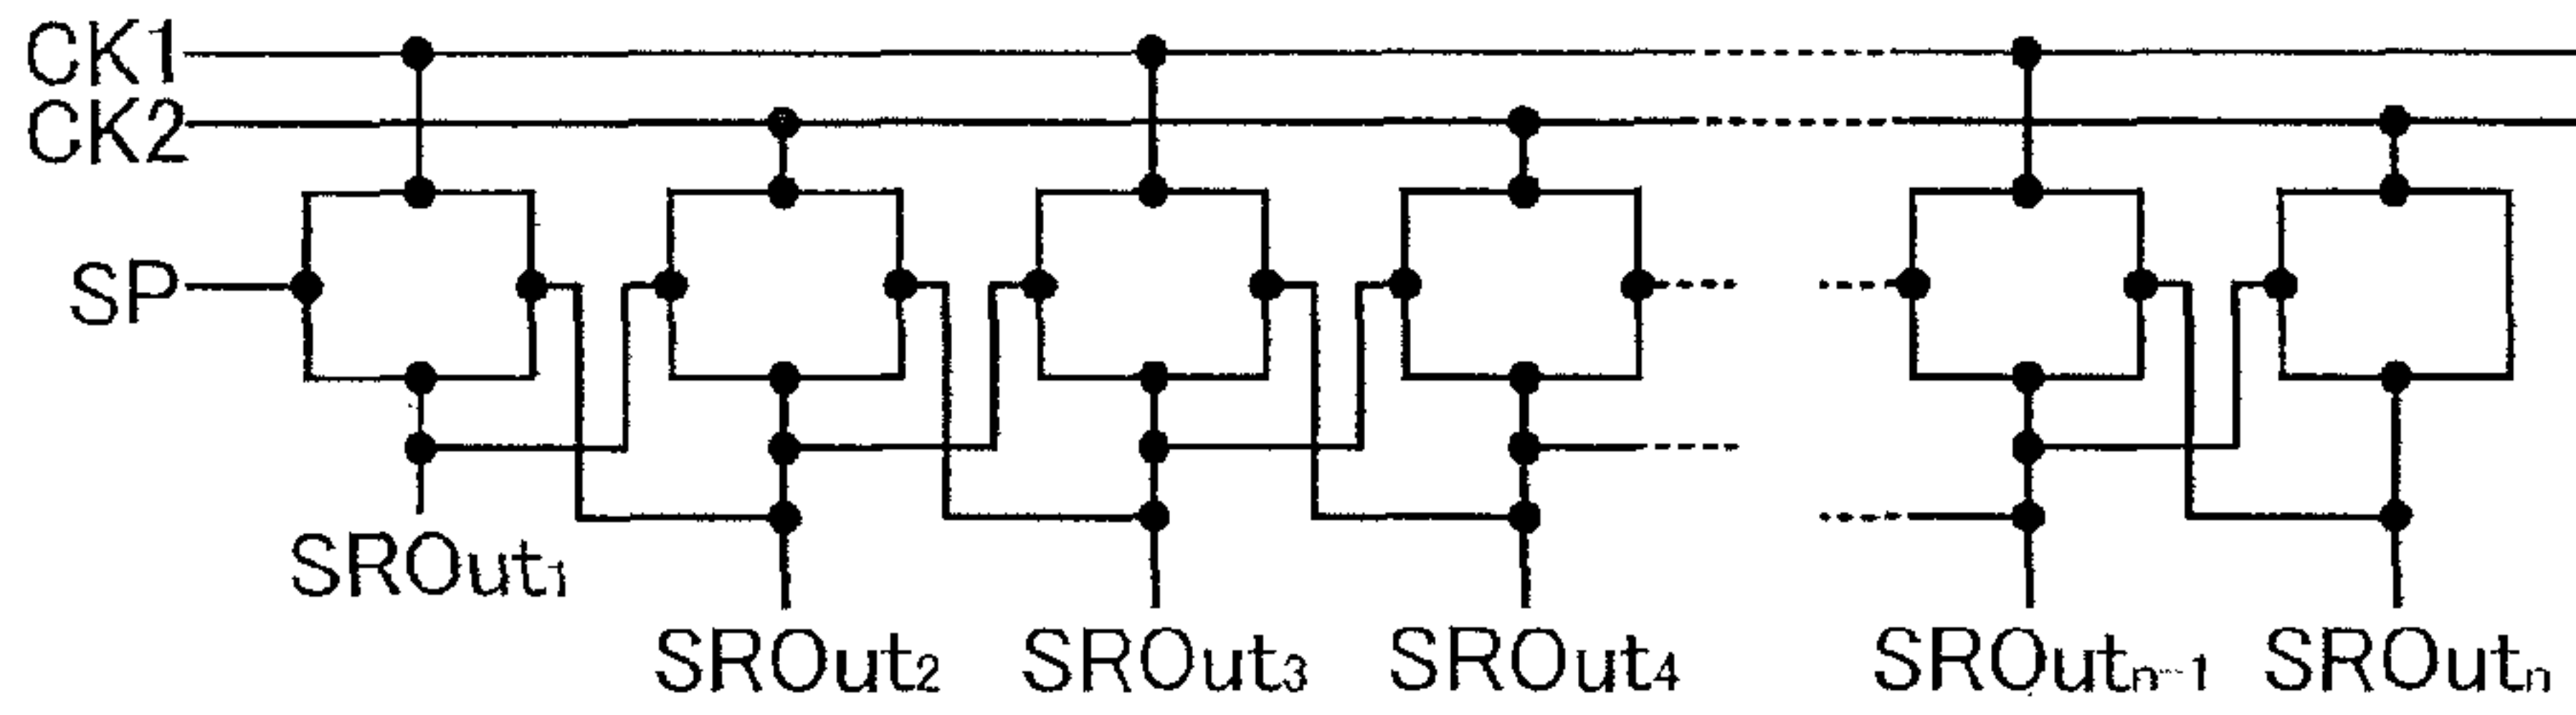 CK1
CK2
SP
SROut₁
SROut₂ SROut₃ SROut₄ SROutₙ₋₁ SROutₙ